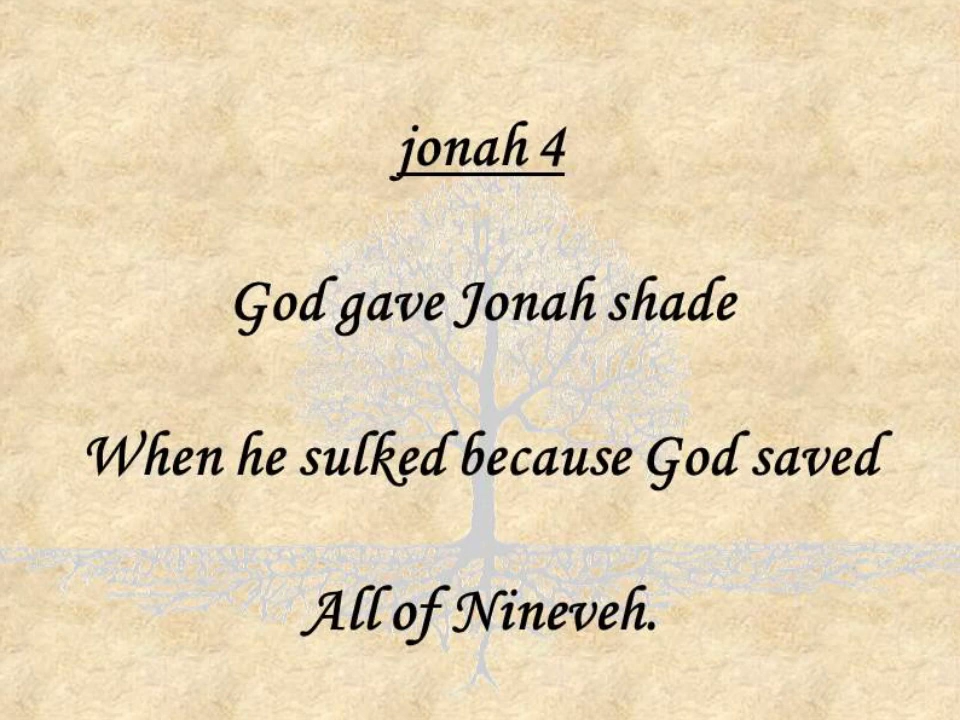 jonah 4
God gave Jonah shade
When he sulked because God saved
All of Nineveh.